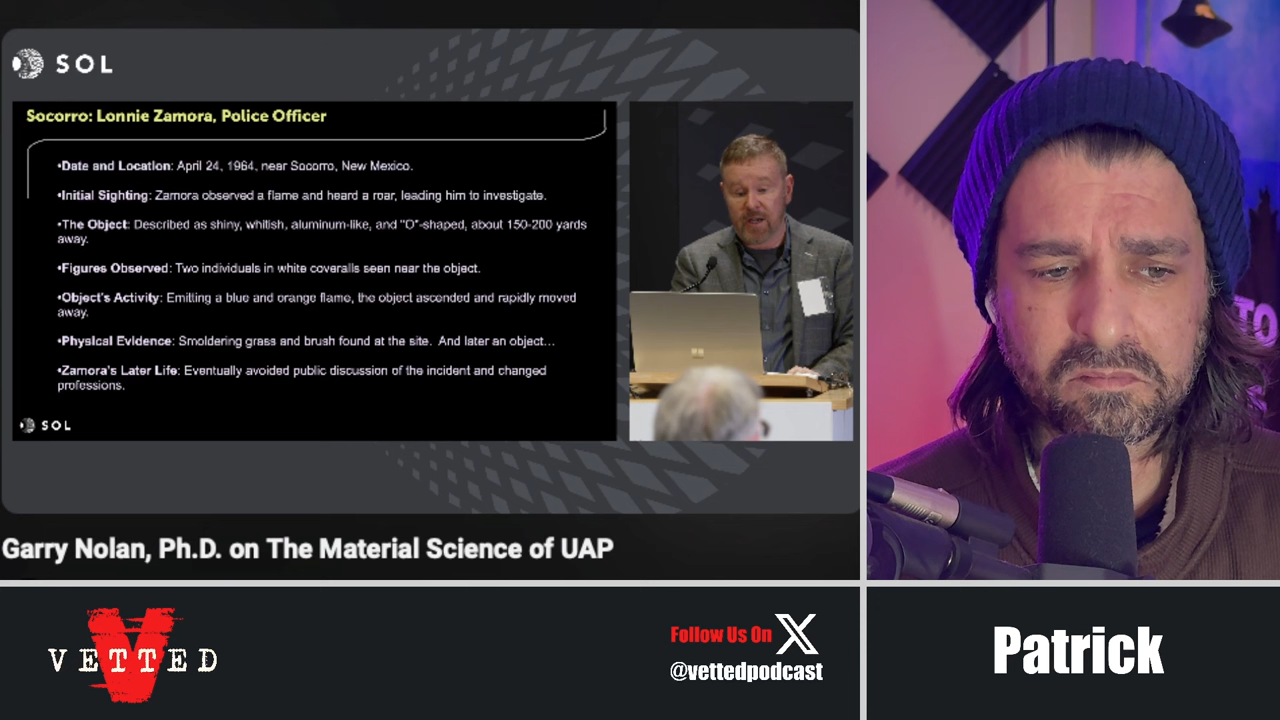 SOL
Socorro: Lonnie Zamora, Police Officer
•Date and Location: April 24, 1964, near Socorro, New Mexico.
•Initial Sighting: Zamora observed a flame and heard a roar, leading him to investigate.
•The Object: Described as shiny, whitish, aluminum-like, and "O"-shaped, about 150-200 yards
away.
•Figures Observed: Two individuals in white coveralls seen near the object.
•Object's Activity: Emitting a blue and orange flame, the object ascended and rapidly moved
away.
•Physical Evidence: Smoldering grass and brush found at the site. And later an object...
•Zamora's Later Life: Eventually avoided public discussion of the incident and changed
professions.
SOL
Garry Nolan, Ph.D. on The Material Science of UAP
TO
VETTED
Follow Us On X
@vettedpodcast
Patrick